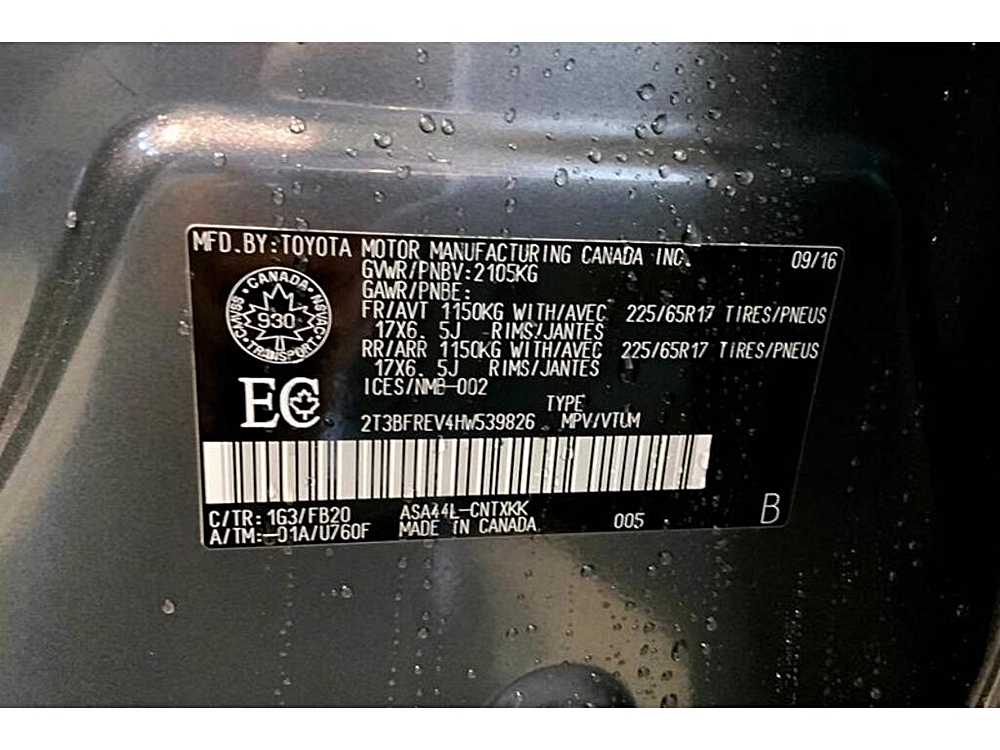 MFD.BY:TOYOTA MOTOR MANUFACTURING CANADA INC. 09/16
GVWR/PNBV:2105KG
GAWR/PNBE:
FR/AVT 1150KG WITH/AVEC 225/65R17 TIRES/PNEUS
17X6. 5J RIMS/JANTES
RR/ARR 1150KG WITH/AVEC 225/65R17 TIRES/PNEUS
17X6. 5J RIMS/JANTES
ICES/NMB-002
CANADA
CMVSS
NSVAC
930
TRANSPORT
EC
TYPE
2T3BFREV4HW539826 MPV/VTUM
C/TR: 1G3/FB20 ASA44L-CNTXKK 005 B
A/TM:-01A/U760F MADE IN CANADA